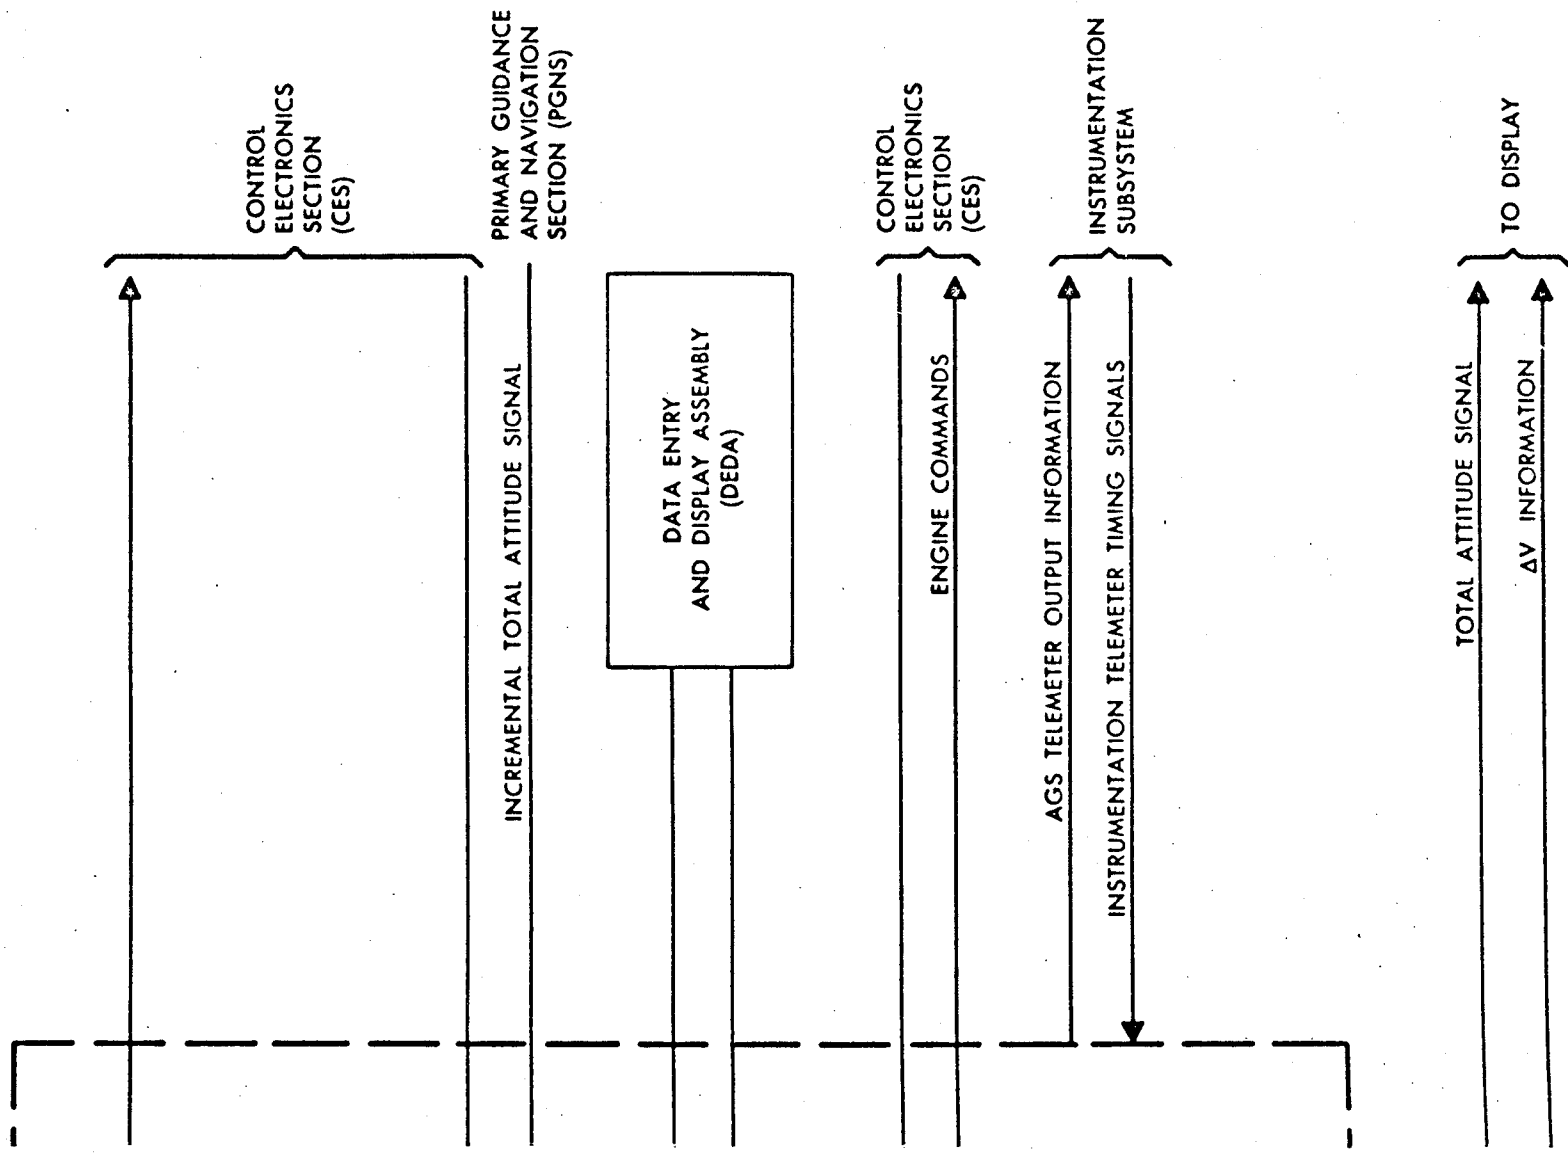 CONTROL
ELECTRONICS
SECTION
(CES)
PRIMARY GUIDANCE
AND NAVIGATION
SECTION (PGNS)
INCREMENTAL TOTAL ATTITUDE SIGNAL
DATA ENTRY
AND DISPLAY ASSEMBLY
(DEDA)
CONTROL
ELECTRONICS
SECTION
(CES)
ENGINE COMMANDS
INSTRUMENTATION
SUBSYSTEM
AGS TELEMETER OUTPUT INFORMATION
INSTRUMENTATION TELEMETER TIMING SIGNALS
TO DISPLAY
TOTAL ATTITUDE SIGNAL
ΔV INFORMATION